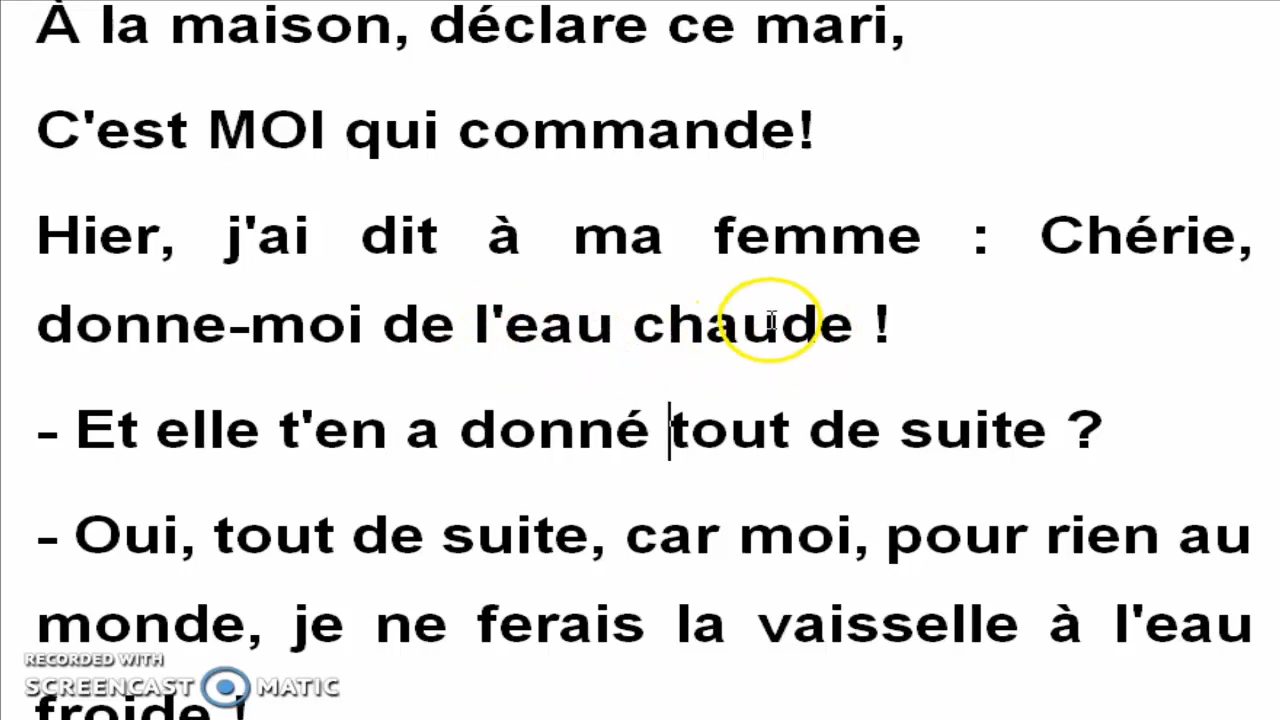 À la maison, déclare ce mari,
C'est MOI qui commande!
Hier, j'ai dit à ma femme : Chérie,
donne-moi de l'eau chaude !
- Et elle t'en a donné tout de suite ?
- Oui, tout de suite, car moi, pour rien au
monde, je ne ferais la vaisselle à l'eau
froide !
RECORDED WITH
SCREENCAST MATIC